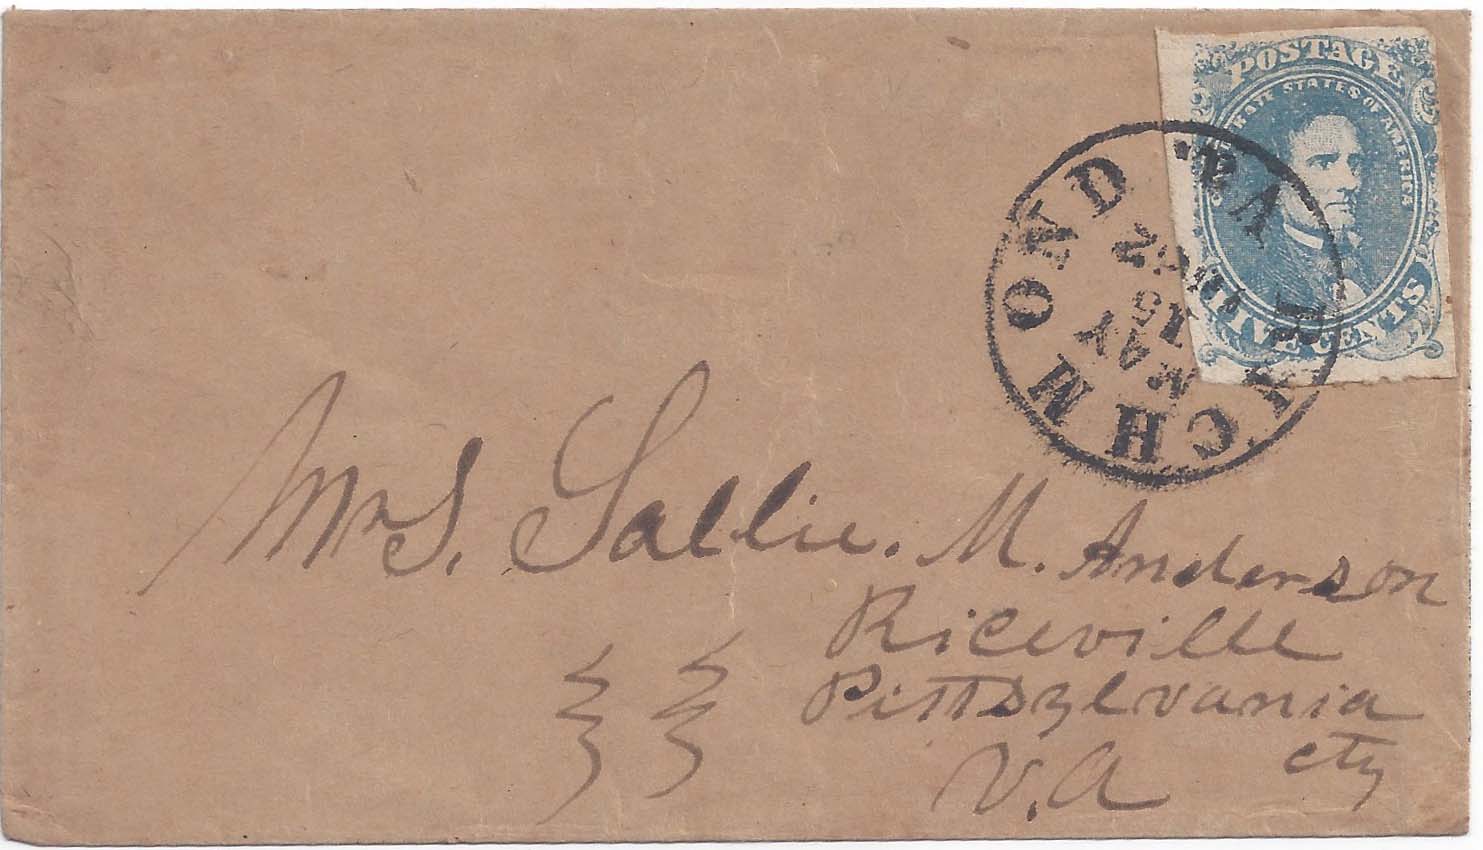 POSTAGE
CONFEDERATE STATES OF AMERICA
FIVE CENTS
RICHMOND VA.
MAY
15
1862
Mrs. Sallie. M. Anderson
Riceville
Pittsylvania
cty
V.A